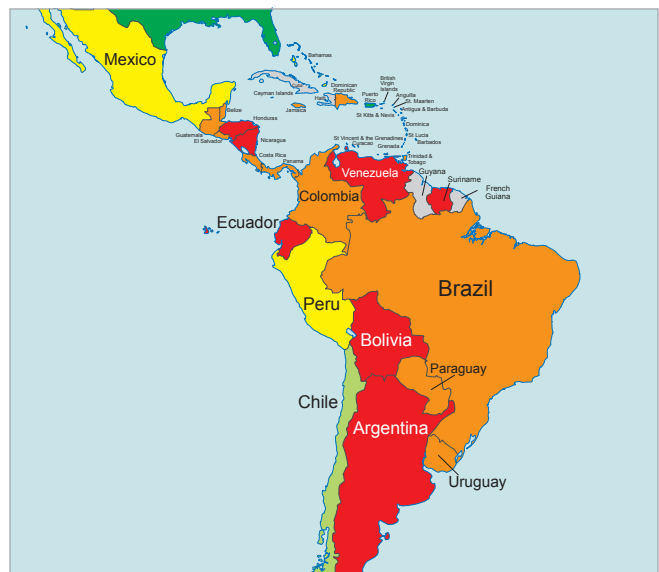 Mexico
Bahamas
Cuba
Cayman Islands
Dominican
Republic
Haiti
Jamaica
Puerto
Rico
British
Virgin
Islands
Anguilla
St. Maarten
Antigua & Barbuda
St Kitts & Nevis
Dominica
St Lucia
Barbados
St Vincent & the Grenadines
Curacao
Grenada
Trinidad &
Tobago
Belize
Honduras
Guatemala
El Salvador
Nicaragua
Costa Rica
Panama
Venezuela
Guyana
Suriname
French
Guiana
Colombia
Ecuador
Brazil
Peru
Bolivia
Paraguay
Chile
Argentina
Uruguay